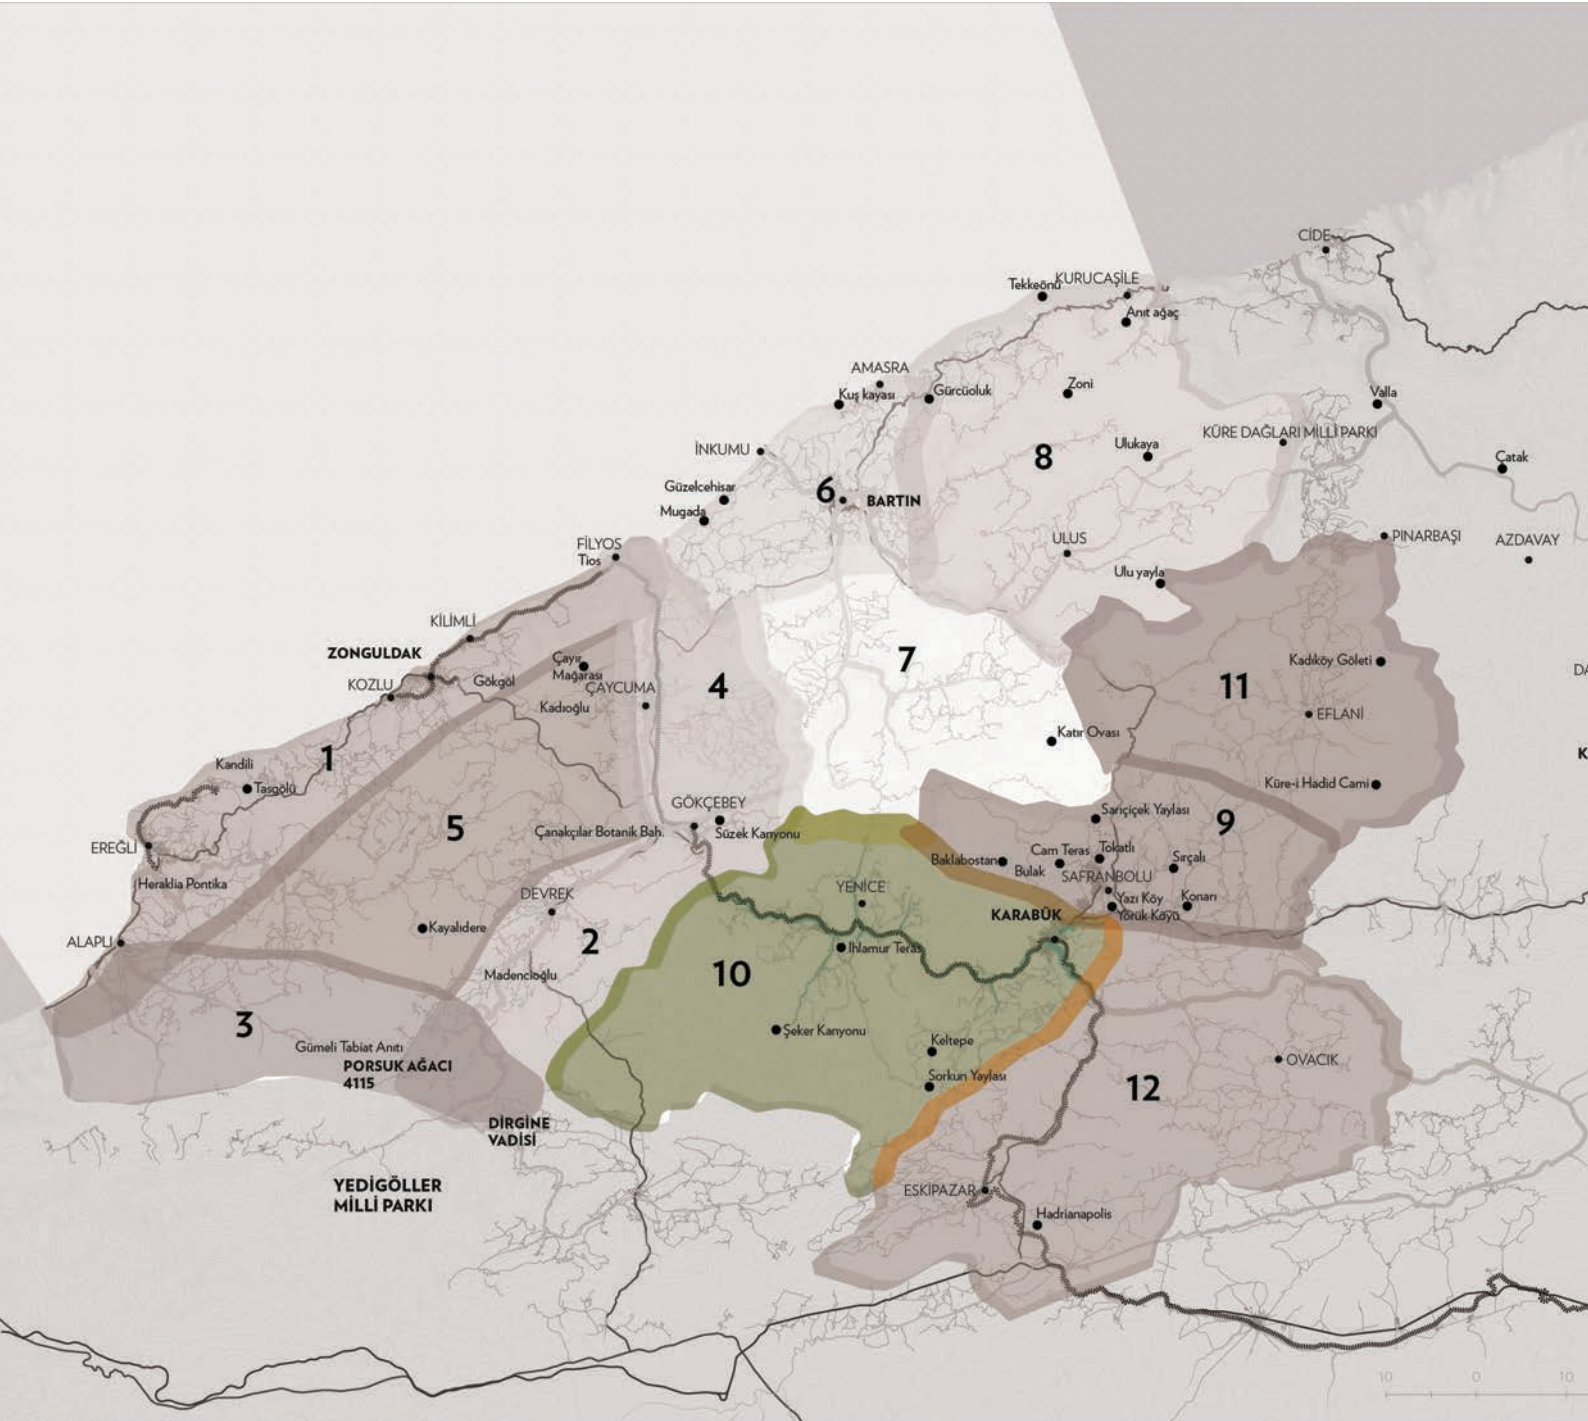 CİDE
KURUCAŞİLE
Tekkeönü
Anıt ağaç
AMASRA
Kuş kayası
Gürcüoluk
Zoni
Valla
KÜRE DAĞLARI MİLLİ PARKI
Ulukaya
8
İNKUMU
Çatak
Güzelcehisar
6
BARTIN
Mugada
FİLYOS
Tios
ULUS
PINARBAŞI
AZDAVAY
Ulu yayla
KİLİMLİ
ZONGULDAK
Çayır
Mağarası
7
Kadıköy Göleti
DA
KOZLU
Gökgöl
ÇAYCUMA
4
11
Kadıoğlu
EFLANİ
Katır Ovası
1
K
Kandili
Tasgölü
Küre-i Hadid Cami
GÖKÇEBEY
Sarıçiçek Yaylası
5
Çanakçılar Botanik Bah.
Süzek Kanyonu
9
EREĞLİ
Cam Teras
Tokatlı
Baklabostan
Bulak
Sırçalı
SAFRANBOLU
Heraklia Pontika
YENİCE
DEVREK
Yazı Köy
Konarı
KARABÜK
Yörük Köyü
Kayalıdere
ALAPLI
2
Ihlamur Teras
Madencioğlu
10
3
Şeker Kanyonu
Gümeli Tabiat Anıtı
Keltepe
PORSUK AĞACI
4115
OVACIK
Sorkun Yaylası
12
DİRGİNE
VADİSİ
YEDİGÖLLER
MİLLİ PARKI
ESKİPAZAR
Hadrianapolis
10 0 10